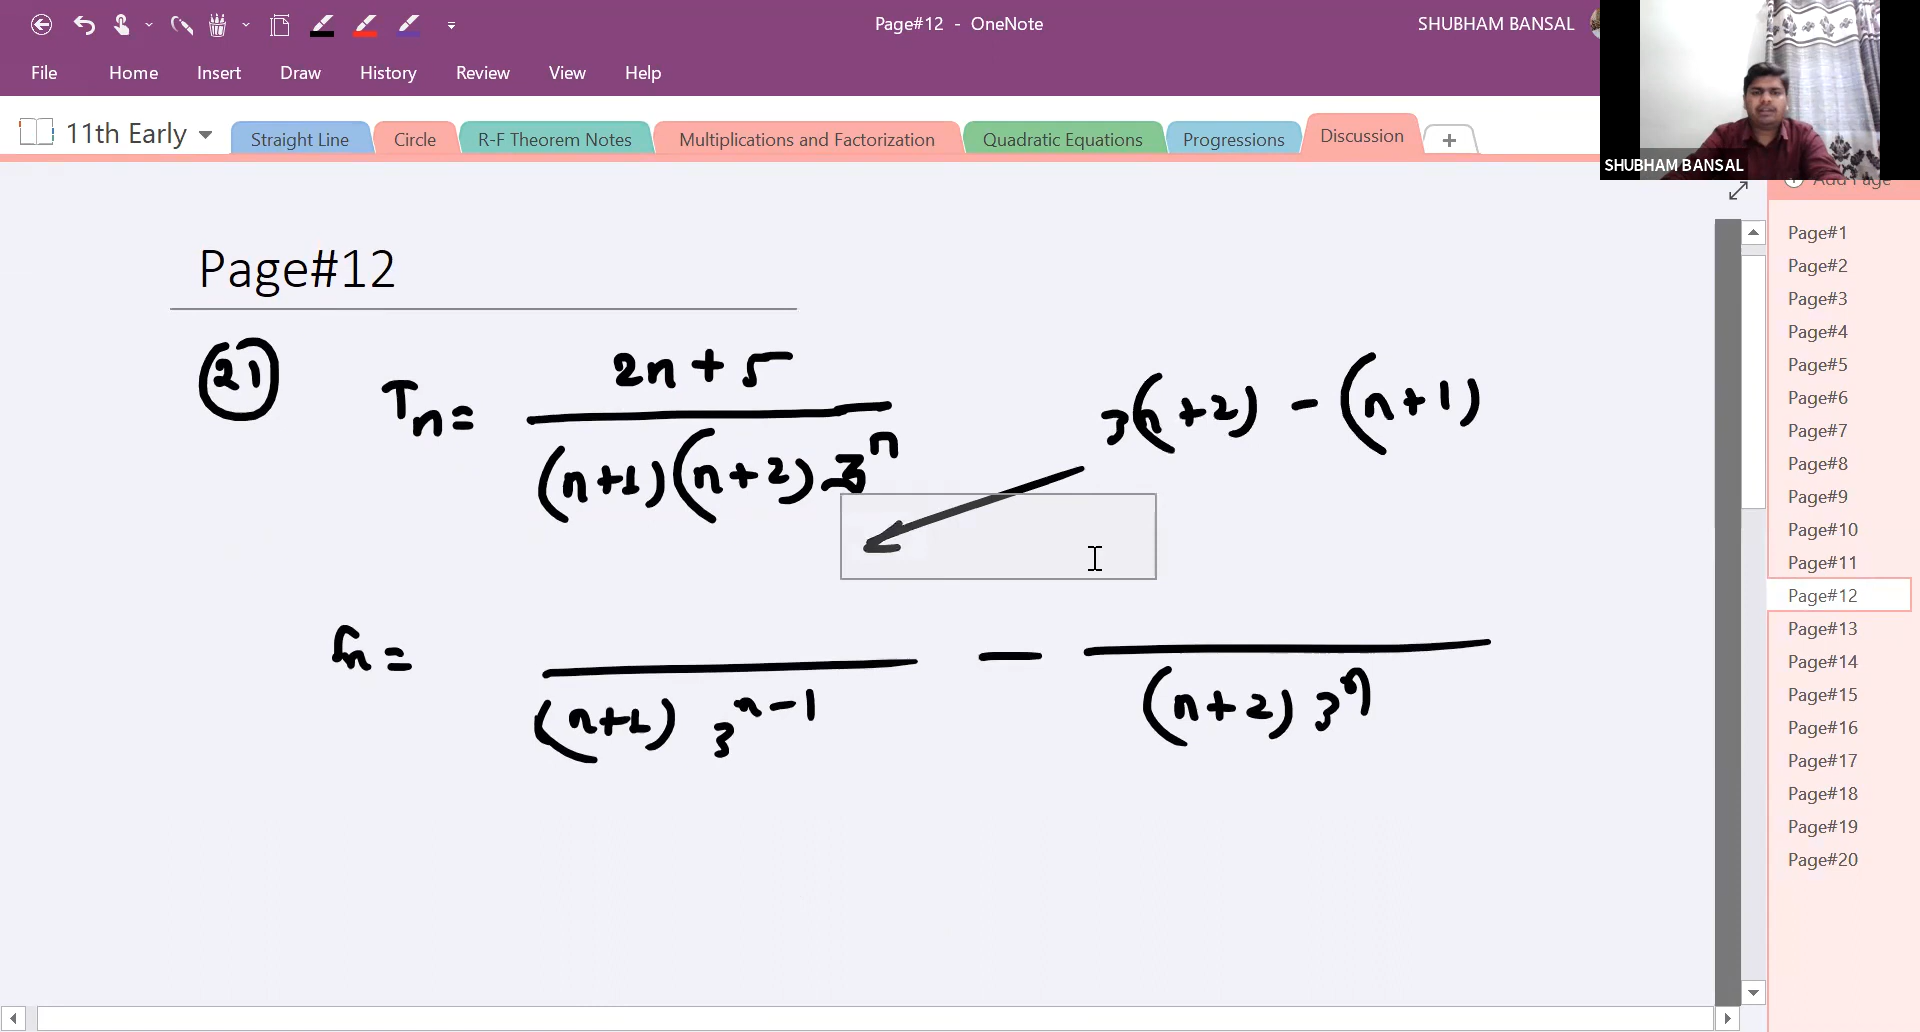 Page#12 - OneNote
SHUBHAM BANSAL
File Home Insert Draw History Review View Help
11th Early
Straight Line Circle R-F Theorem Notes Multiplications and Factorization Quadratic Equations Progressions Discussion +
SHUBHAM BANSAL
Add Page
Page#1
Page#2
Page#3
Page#4
Page#5
Page#6
Page#7
Page#8
Page#9
Page#10
Page#11
Page#12
Page#13
Page#14
Page#15
Page#16
Page#17
Page#18
Page#19
Page#20
Page#12
21
2n + 5
Tn =
(n+1)(n+2) 3^n
3(n+2) - (n+1)
=
-
(n+1) 3^n-1
(n+2) 3^n